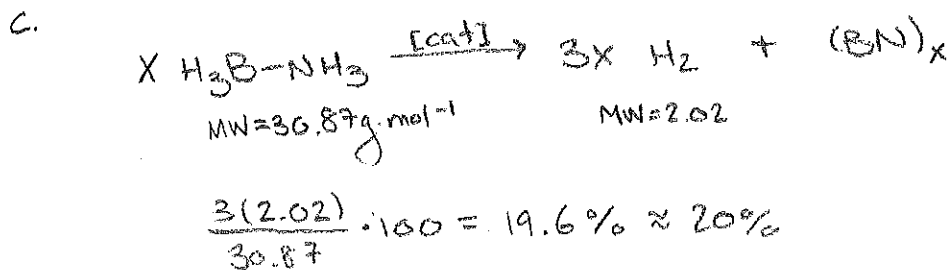 C.
X H₃B-NH₃ [cat] → 3X H₂ + (BN)ₓ
MW=30.87g·mol⁻¹ MW=2.02
3(2.02)/30.87 ·100 = 19.6% ≈ 20%